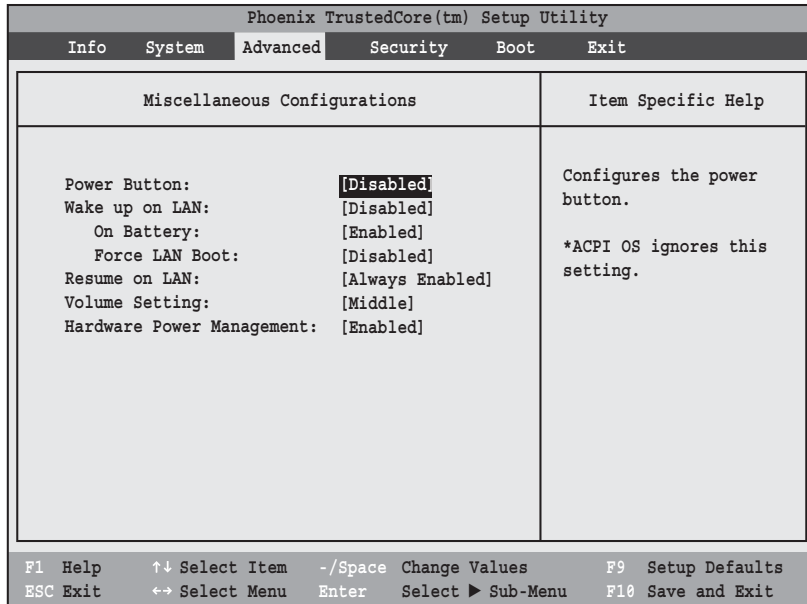 Phoenix TrustedCore(tm) Setup Utility
Info System Advanced Security Boot Exit
Miscellaneous Configurations
Item Specific Help
Power Button: [Disabled]
Wake up on LAN: [Disabled]
On Battery: [Enabled]
Force LAN Boot: [Disabled]
Resume on LAN: [Always Enabled]
Volume Setting: [Middle]
Hardware Power Management: [Enabled]
Configures the power
button.
*ACPI OS ignores this
setting.
F1 Help ↑↓ Select Item -/Space Change Values F9 Setup Defaults
ESC Exit ←→ Select Menu Enter Select ▶ Sub-Menu F10 Save and Exit